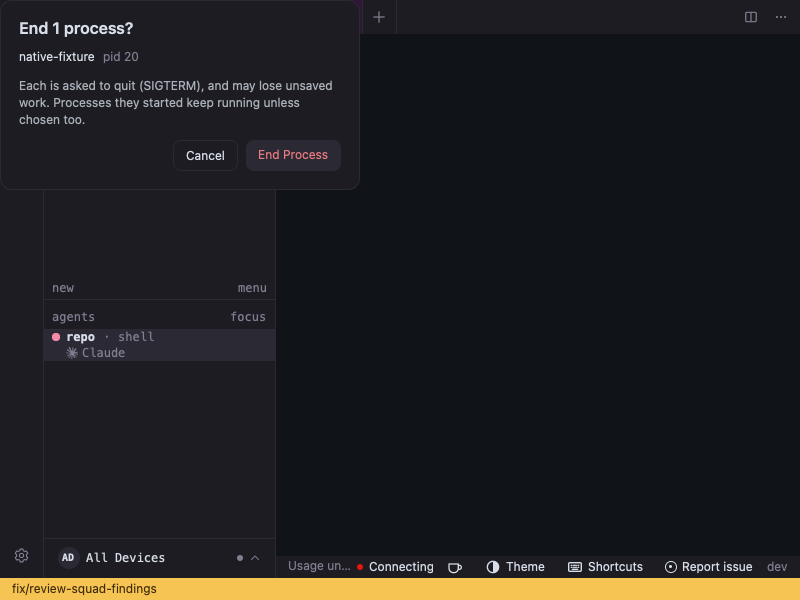 End 1 process?
native-fixture pid 20
Each is asked to quit (SIGTERM), and may lose unsaved
work. Processes they started keep running unless
chosen too.
Cancel End Process
new menu
agents focus
repo · shell
Claude
AD All Devices
Usage un... Connecting Theme Shortcuts Report issue dev
fix/review-squad-findings